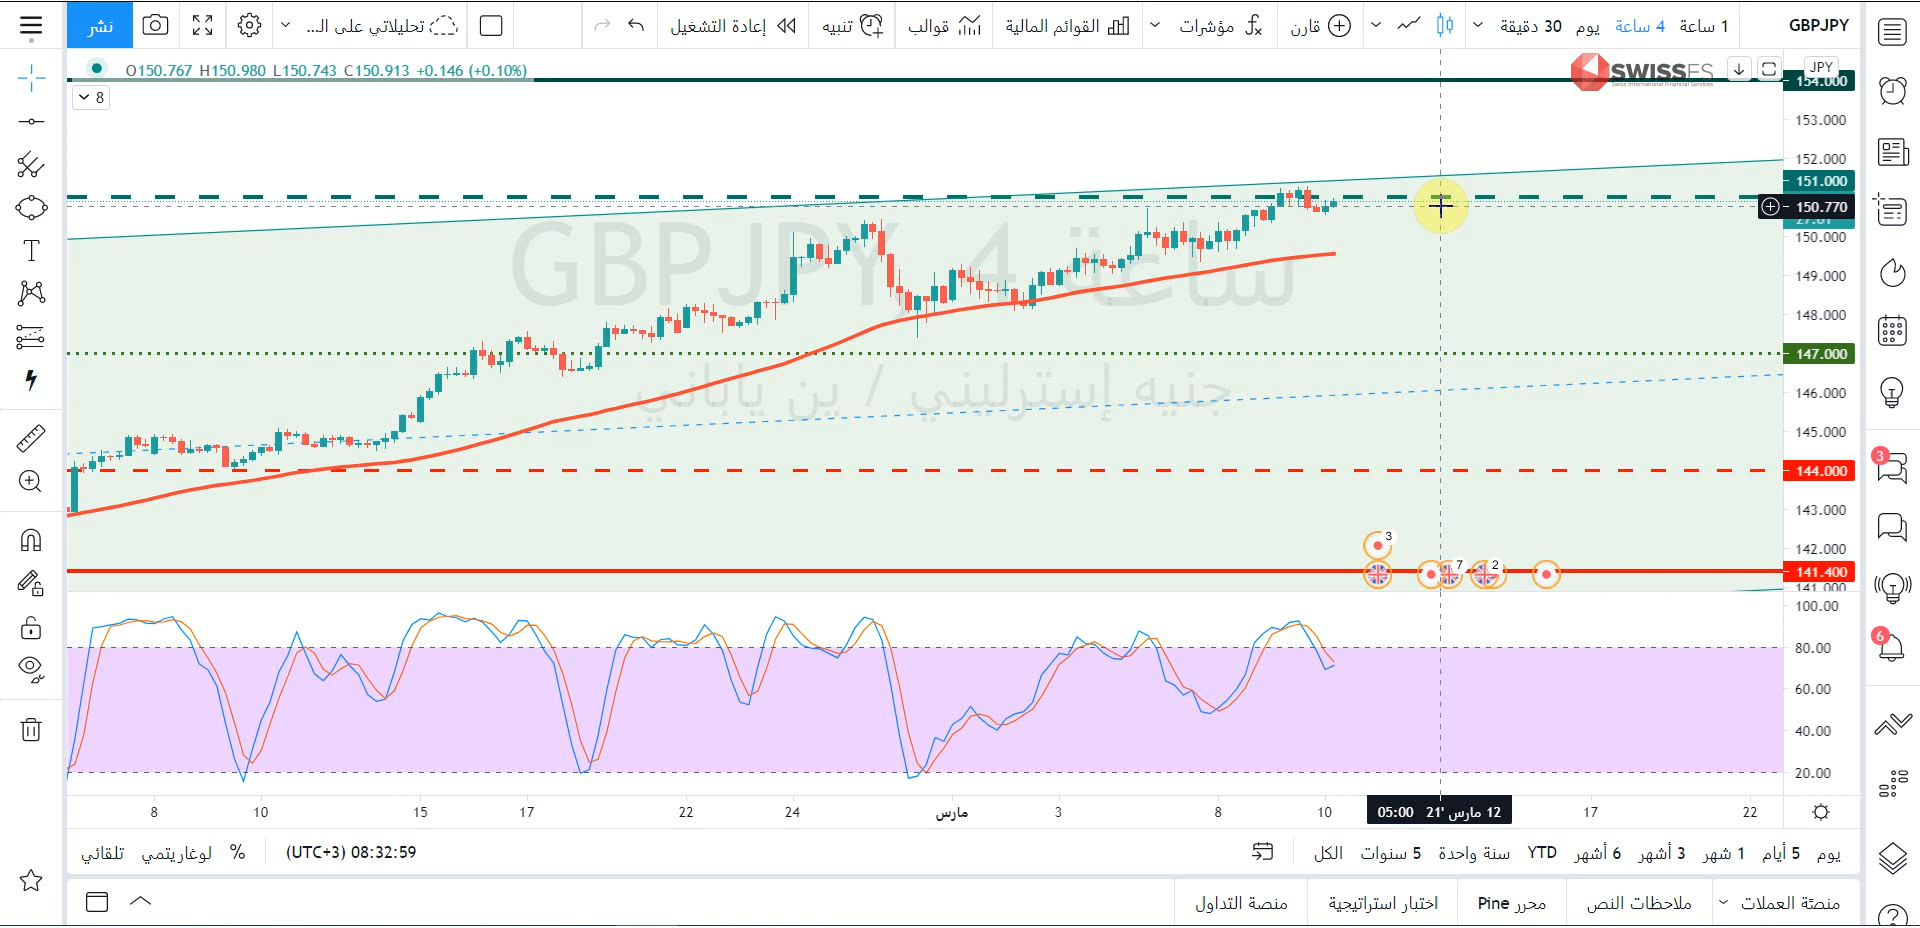 نشر
تحليلاتي على الـ...
إعادة التشغيل
تنبيه
قوالب
القوائم المالية
مؤشرات
قارن
30 دقيقة
يوم
4 ساعة
1 ساعة
GBPJPY
O150.767 H150.980 L150.743 C150.913 +0.146 (+0.10%)
8
SWISSFS
Swiss International Financial Services
JPY
154.000
153.000
152.000
151.000
150.770
150.000
149.000
148.000
147.000
146.000
145.000
144.000
143.000
142.000
141.400
141.000
GBPJPY, 4 ساعة
جنيه إسترليني / ين ياباني
3
7
2
3
6
100.00
80.00
60.00
40.00
20.00
8
10
15
17
22
24
مارس
3
8
10
12 مارس '21 05:00
17
22
تلقائي
لوغاريتمي
%
08:32:59 (UTC+3)
الكل
5 سنوات
سنة واحدة
YTD
6 أشهر
3 أشهر
1 شهر
5 أيام
يوم
منصة التداول
اختبار استراتيجية
محرر Pine
ملاحظات النص
منصئة العملات